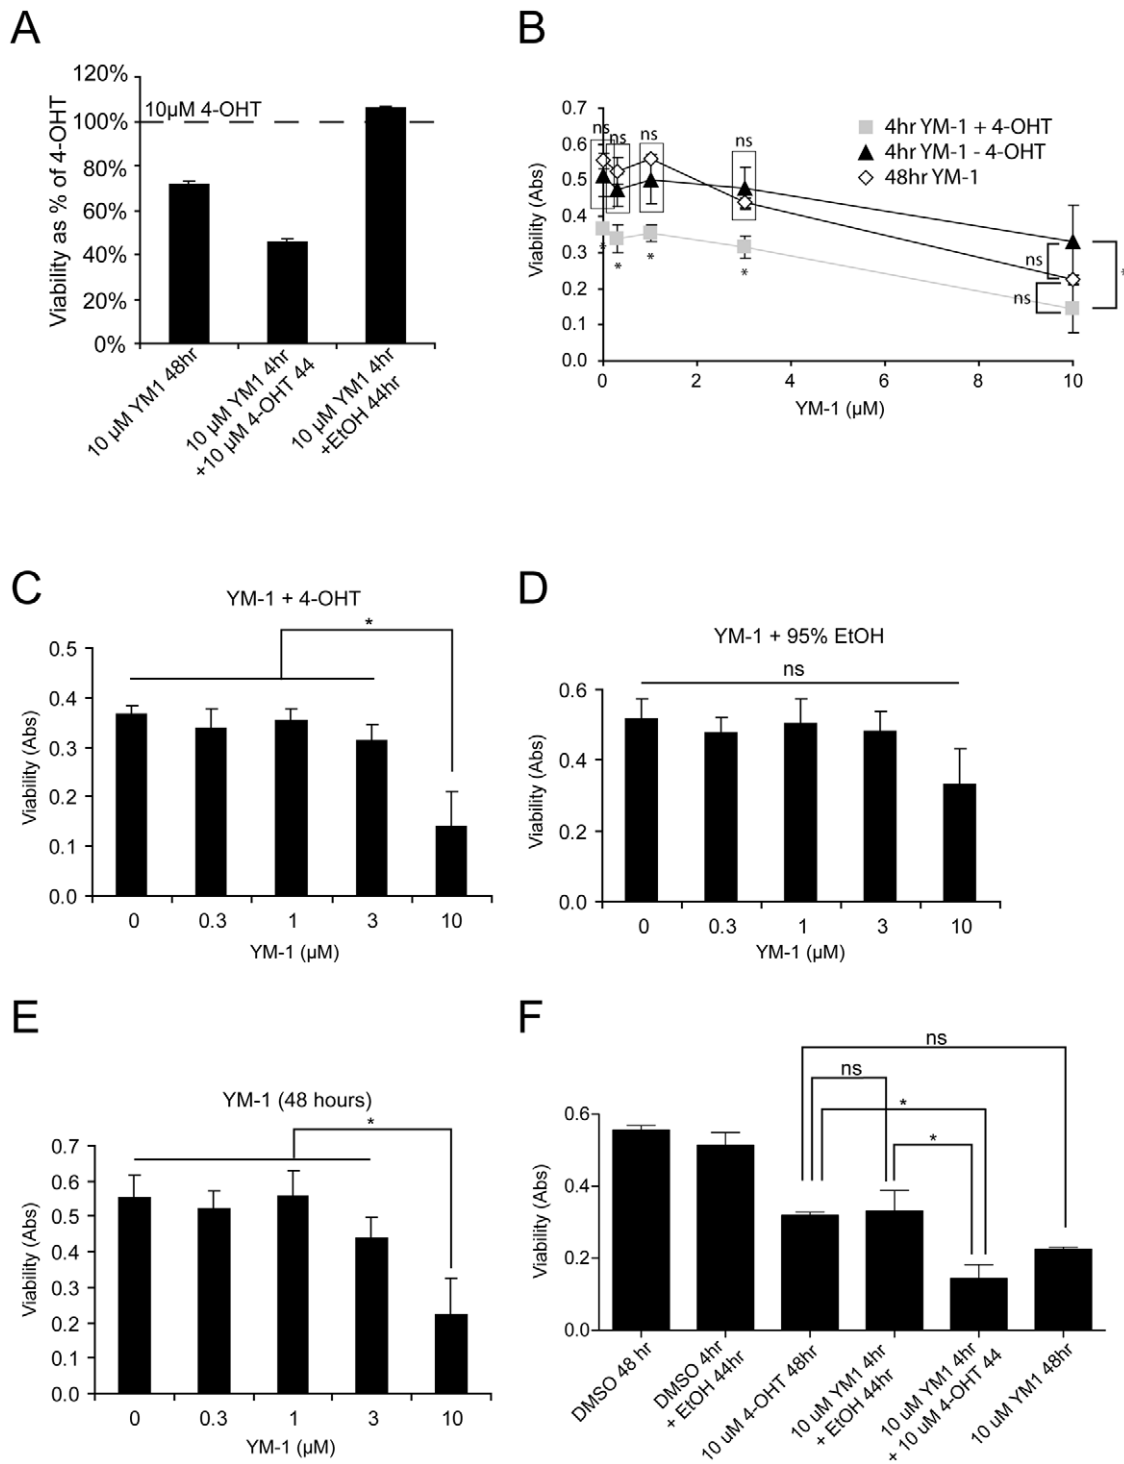 A
120%
100%
80%
60%
40%
20%
0%
Viability as % of 4-OHT
10µM 4-OHT
10 µM YM1 48hr
10 µM YM1 4hr
+10 µM 4-OHT 44
10 µM YM1 4hr
+EtOH 44hr
B
0.7
0.6
0.5
0.4
0.3
0.2
0.1
0.0
Viability (Abs)
ns
ns
ns
ns
*
*
*
*
ns
ns
*
4hr YM-1 + 4-OHT
4hr YM-1 - 4-OHT
48hr YM-1
0 2 4 6 8 10
YM-1 (µM)
C
YM-1 + 4-OHT
*
0.5
0.4
0.3
0.2
0.1
0.0
Viability (Abs)
0 0.3 1 3 10
YM-1 (µM)
D
YM-1 + 95% EtOH
ns
0.6
0.4
0.2
0.0
Viability (Abs)
0 0.3 1 3 10
YM-1 (µM)
E
YM-1 (48 hours)
*
0.7
0.6
0.5
0.4
0.3
0.2
0.1
0.0
Viability (Abs)
0 0.3 1 3 10
YM-1 (µM)
F
ns
ns
*
*
0.6
0.4
0.2
0.0
Viability (Abs)
DMSO 48 hr
DMSO 4hr
+ EtOH 44hr
10 uM 4-OHT 48hr
10 uM YM1 4hr
+ EtOH 44hr
10 uM YM1 4hr
+ 10 uM 4-OHT 44
10 uM YM1 48hr